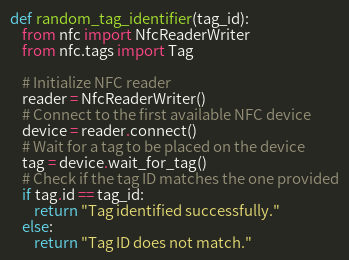 def random_tag_identifier(tag_id):
from nfc import NfcReaderWriter
from nfc.tags import Tag
# Initialize NFC reader
reader = NfcReaderWriter()
# Connect to the first available NFC device
device = reader.connect()
# Wait for a tag to be placed on the device
tag = device.wait_for_tag()
# Check if the tag ID matches the one provided
if tag.id == tag_id:
return "Tag identified successfully."
else:
return "Tag ID does not match."